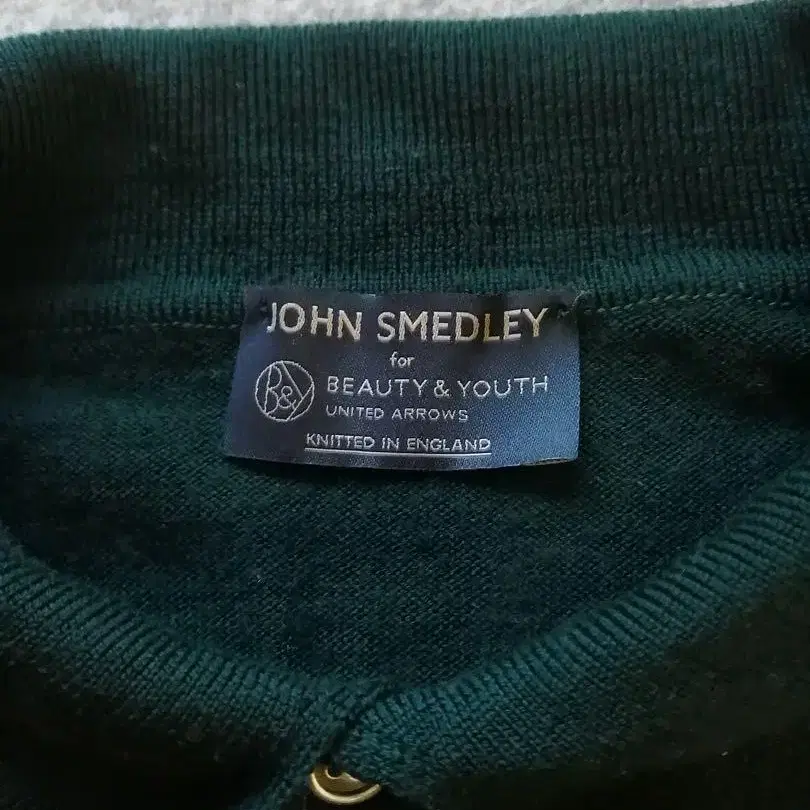 JOHN SMEDLEY
for
B&Y BEAUTY & YOUTH
UNITED ARROWS
KNITTED IN ENGLAND